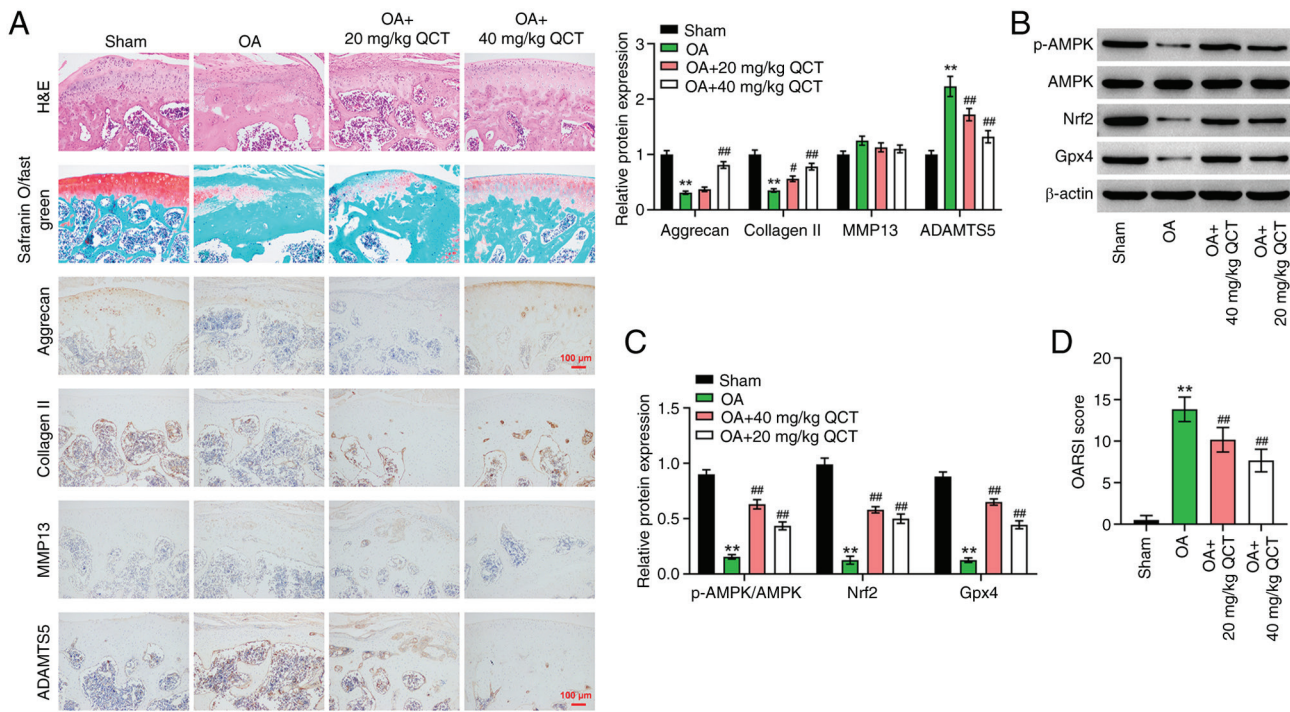 A
Sham
OA
OA+
20 mg/kg QCT
OA+
40 mg/kg QCT
H&E
Safranin O/fast
green
Aggrecan
100 μm
Collagen II
MMP13
ADAMTS5
100 μm
Relative protein expression
3
2
1
0
Sham
OA
OA+20 mg/kg QCT
OA+40 mg/kg QCT
** ##
** # ##
** ## ##
Aggrecan Collagen II MMP13 ADAMTS5
B
p-AMPK
AMPK
Nrf2
Gpx4
β-actin
Sham
OA
OA+
40 mg/kg QCT
OA+
20 mg/kg QCT
C
Relative protein expression
1.5
1.0
0.5
0.0
Sham
OA
OA+40 mg/kg QCT
OA+20 mg/kg QCT
** ## ##
** ## ##
** ## ##
p-AMPK/AMPK Nrf2 Gpx4
D
OARSI score
20
15
10
5
0
** ## ##
Sham
OA
OA+
20 mg/kg QCT
OA+
40 mg/kg QCT